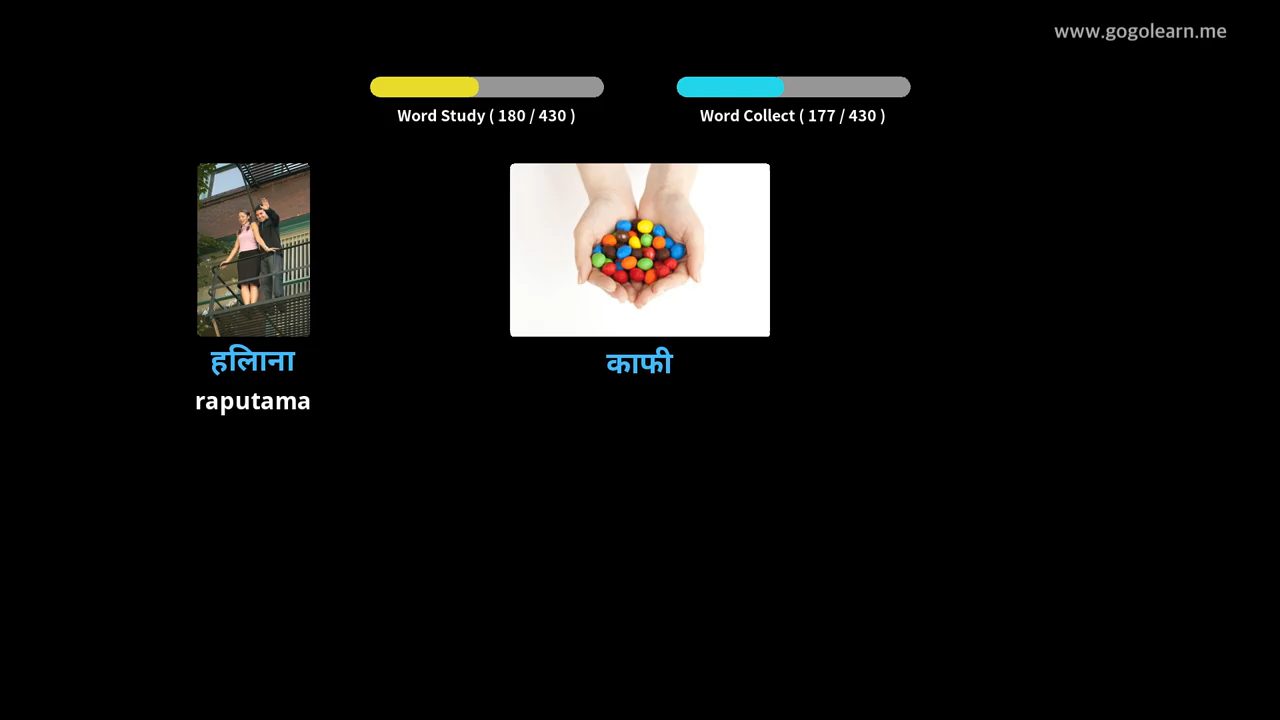 www.gogolearn.me
Word Study ( 180 / 430 )
Word Collect ( 177 / 430 )
हलिाना
काफी
raputama